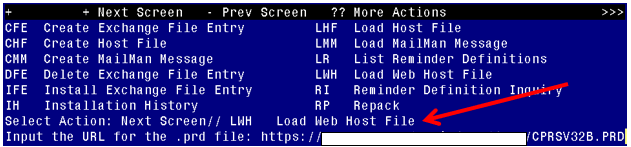 + + Next Screen - Prev Screen ?? More Actions >>>
CFE Create Exchange File Entry LHF Load Host File
CHF Create Host File LMM Load MailMan Message
CMM Create MailMan Message LR List Reminder Definitions
DFE Delete Exchange File Entry LWH Load Web Host File
IFE Install Exchange File Entry RI Reminder Definition Inquiry
IH Installation History RP Repack
Select Action: Next Screen// LWH Load Web Host File
Input the URL for the .prd file: https:// /CPRSV32B.PRD